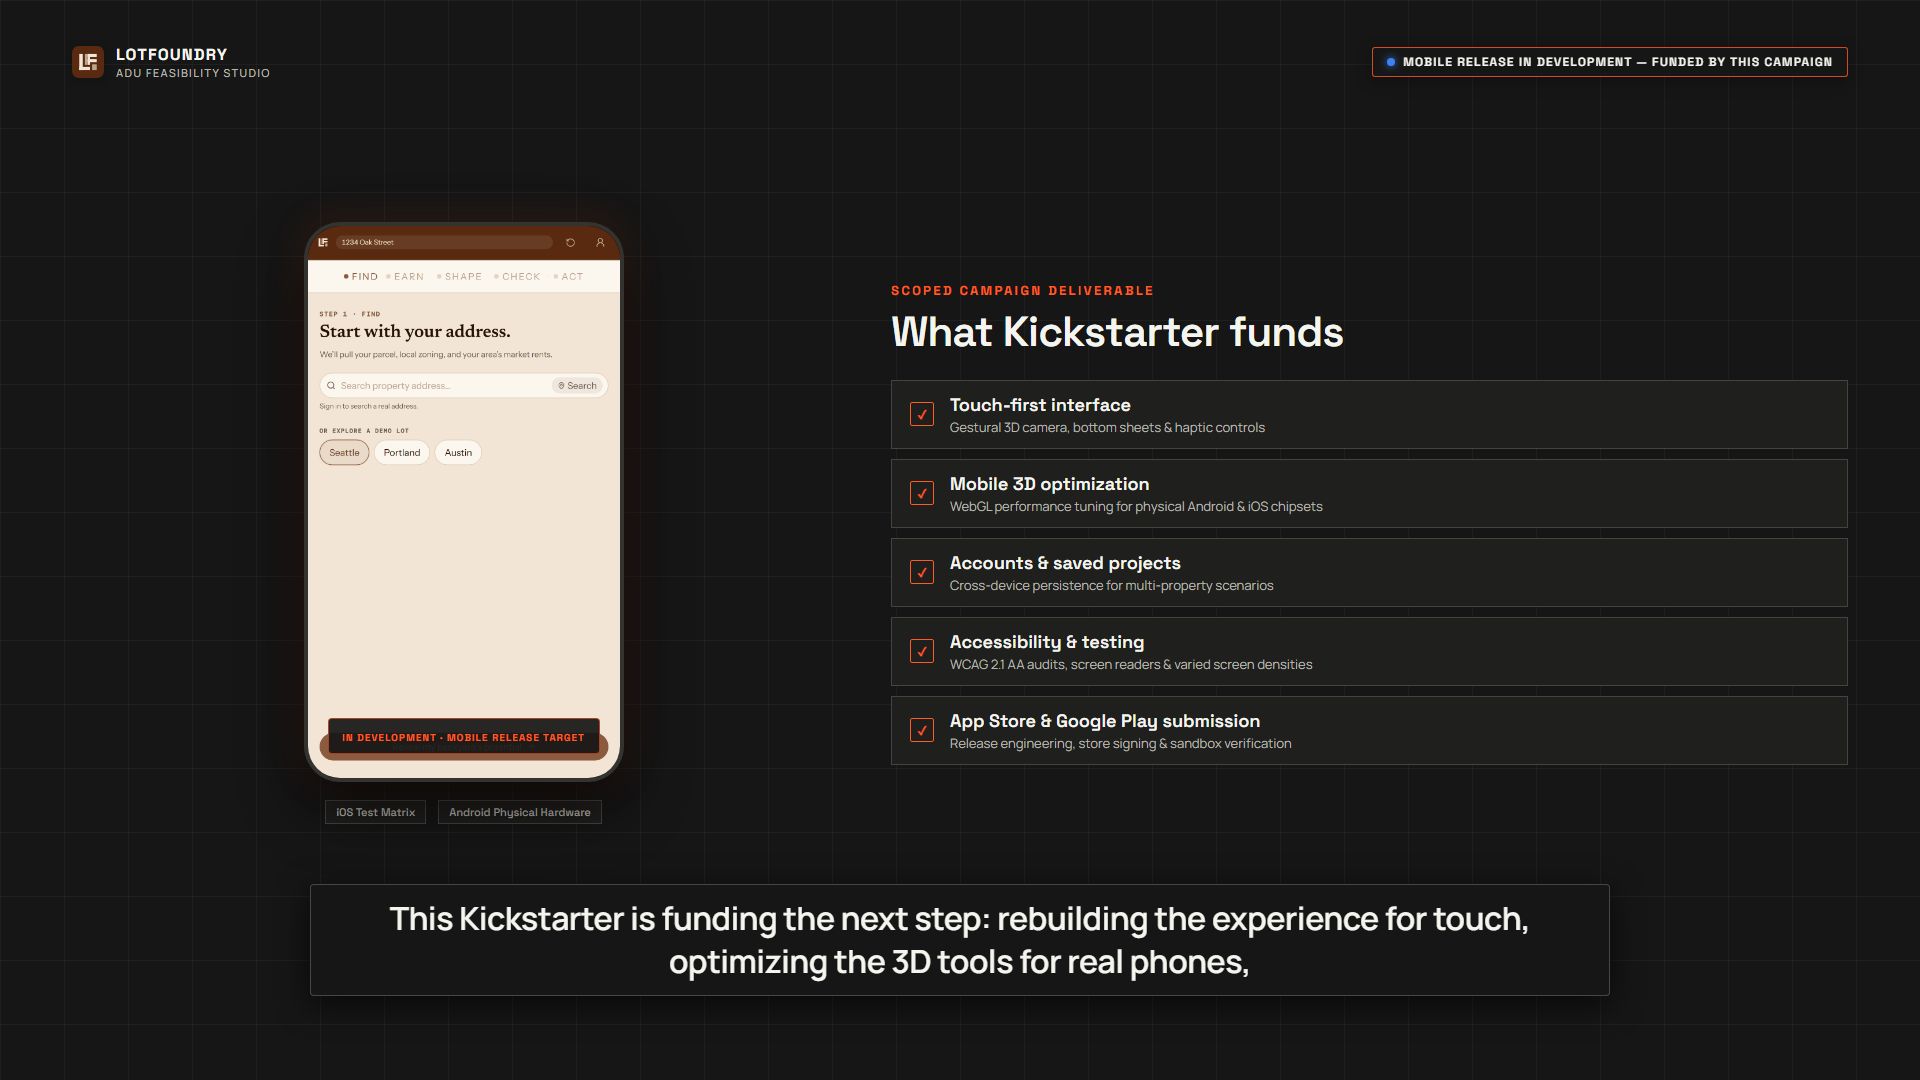 LOTFOUNDRY
ADU FEASIBILITY STUDIO
MOBILE RELEASE IN DEVELOPMENT — FUNDED BY THIS CAMPAIGN
LF
1234 Oak Street
FIND EARN SHAPE CHECK ACT
STEP 1 · FIND
Start with your address.
We'll pull your parcel, local zoning, and your area's market rents.
Search property address...
Search
Sign in to search a real address.
OR EXPLORE A DEMO LOT
Seattle Portland Austin
IN DEVELOPMENT · MOBILE RELEASE TARGET
iOS Test Matrix
Android Physical Hardware
SCOPED CAMPAIGN DELIVERABLE
What Kickstarter funds
Touch-first interface
Gestural 3D camera, bottom sheets & haptic controls
Mobile 3D optimization
WebGL performance tuning for physical Android & iOS chipsets
Accounts & saved projects
Cross-device persistence for multi-property scenarios
Accessibility & testing
WCAG 2.1 AA audits, screen readers & varied screen densities
App Store & Google Play submission
Release engineering, store signing & sandbox verification
This Kickstarter is funding the next step: rebuilding the experience for touch,
optimizing the 3D tools for real phones,